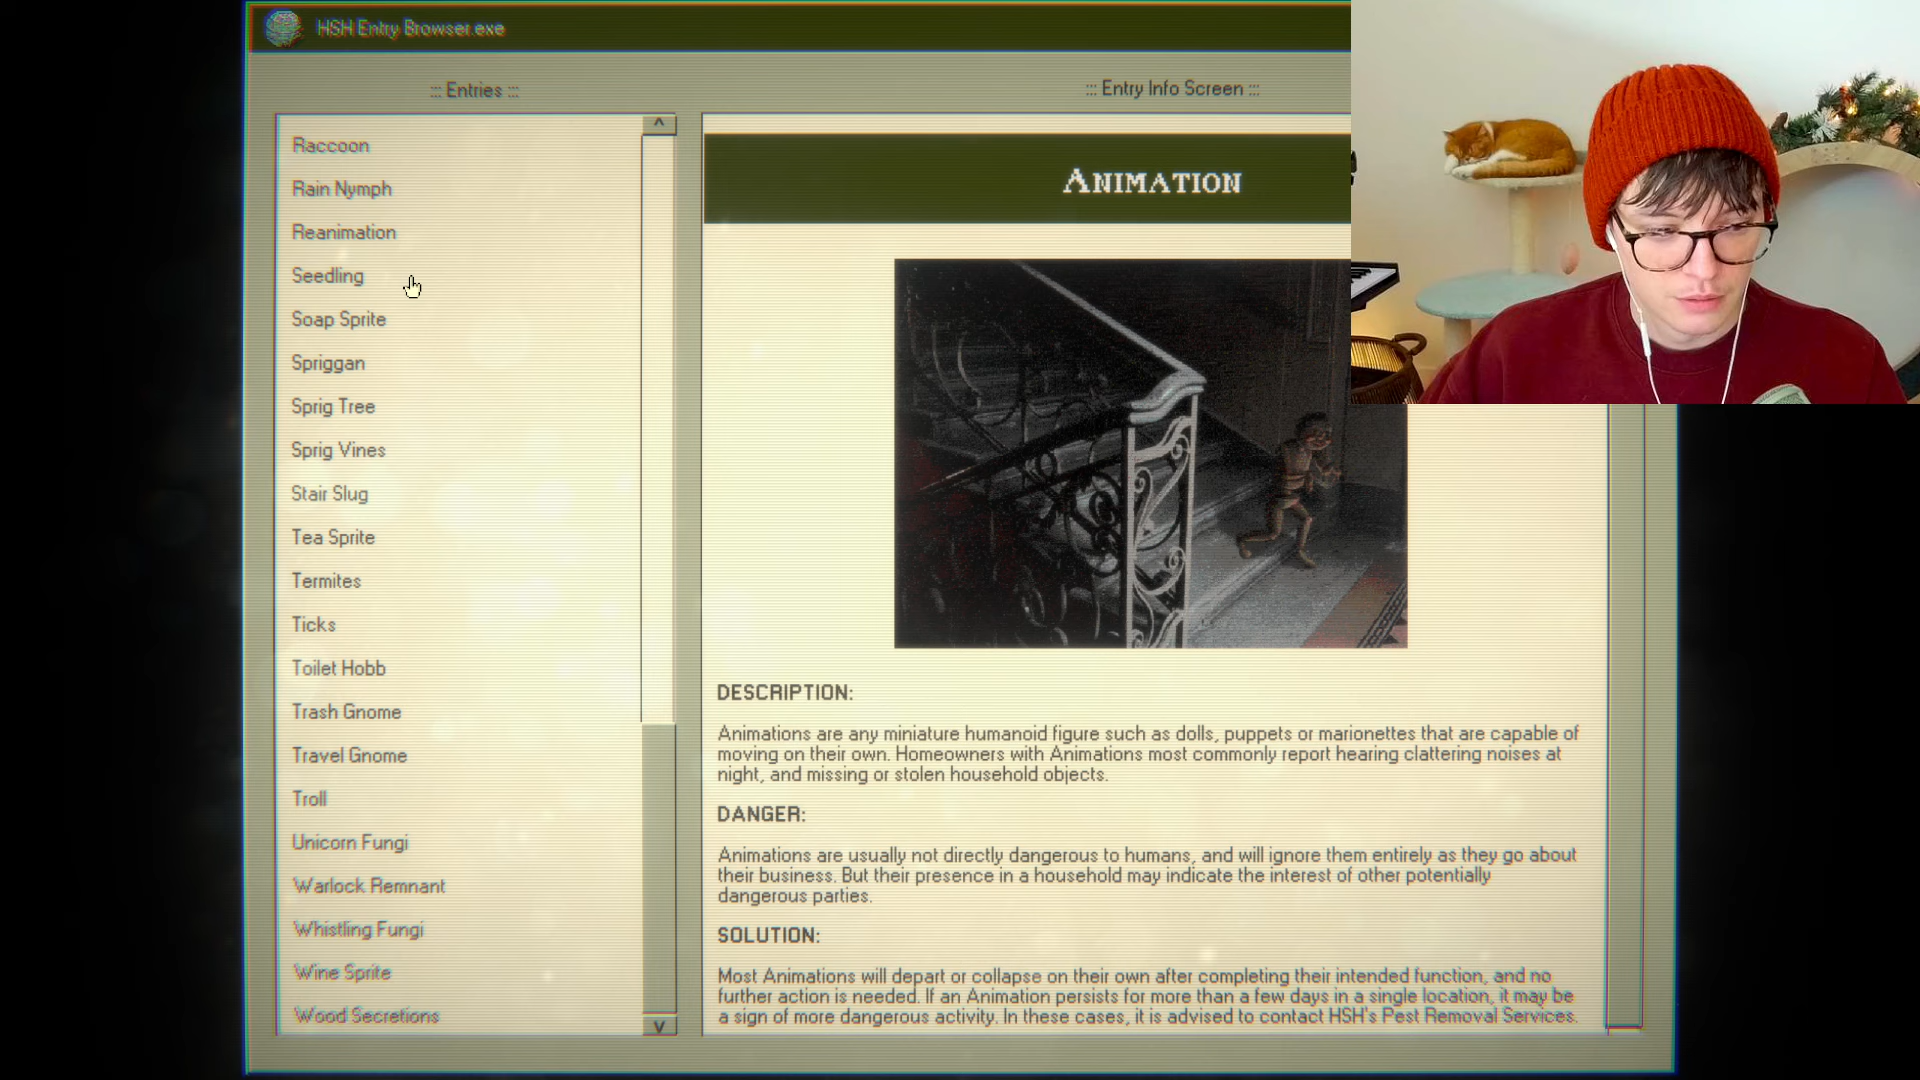 HSH Entry Browser.exe
::: Entries :::
Raccoon
Rain Nymph
Reanimation
Seedling
Soap Sprite
Spriggan
Sprig Tree
Sprig Vines
Stair Slug
Tea Sprite
Termites
Ticks
Toilet Hobb
Trash Gnome
Travel Gnome
Troll
Unicorn Fungi
Warlock Remnant
Whistling Fungi
Wine Sprite
Wood Secretions
::: Entry Info Screen :::
ANIMATION
DESCRIPTION:
Animations are any miniature humanoid figure such as dolls, puppets or marionettes that are capable of
moving on their own. Homeowners with Animations most commonly report hearing clattering noises at
night, and missing or stolen household objects.
DANGER:
Animations are usually not directly dangerous to humans, and will ignore them entirely as they go about
their business. But their presence in a household may indicate the interest of other potentially
dangerous parties.
SOLUTION:
Most Animations will depart or collapse on their own after completing their intended function, and no
further action is needed. If an Animation persists for more than a few days in a single location, it may be
a sign of more dangerous activity. In these cases, it is advised to contact HSH's Pest Removal Services.